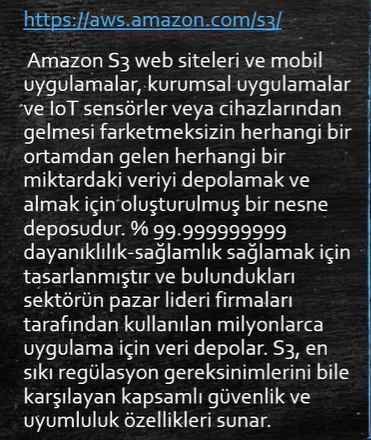 https://aws.amazon.com/s3/
Amazon S3 web siteleri ve mobil
uygulamalar, kurumsal uygulamalar
ve IoT sensörler veya cihazlarından
gelmesi farketmeksizin herhangi bir
ortamdan gelen herhangi bir
miktardaki veriyi depolamak ve
almak için oluşturulmuş bir nesne
deposudur. % 99.999999999
dayanıklılık-sağlamlık sağlamak için
tasarlanmıştır ve bulundukları
sektörün pazar lideri firmaları
tarafından kullanılan milyonlarca
uygulama için veri depolar. S3, en
sıkı regülasyon gereksinimlerini bile
karşılayan kapsamlı güvenlik ve
uyumluluk özellikleri sunar.